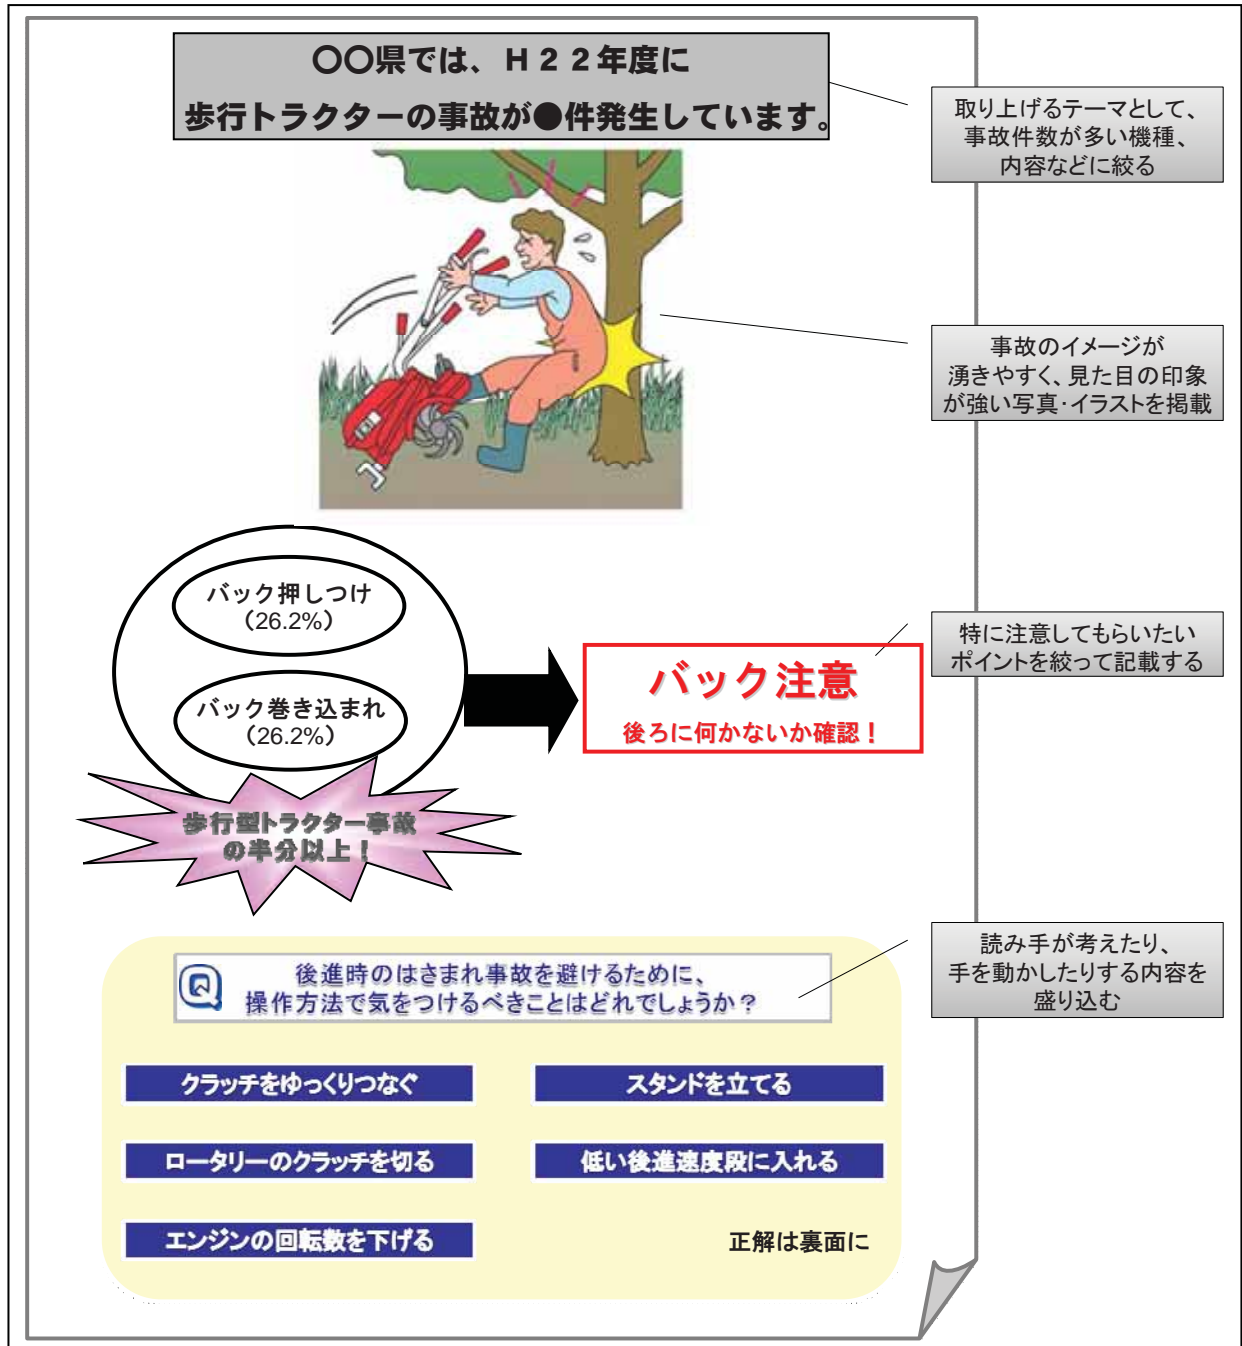 〇〇県では、Ｈ２２年度に
歩行トラクターの事故が●件発生しています。
取り上げるテーマとして、
事故件数が多い機種、
内容などに絞る
事故のイメージが
湧きやすく、見た目の印象
が強い写真・イラストを掲載
バック押しつけ
（26.2%）
バック巻き込まれ
（26.2%）
歩行型トラクター事故
の半分以上！
バック注意
後ろに何かないか確認！
特に注意してもらいたい
ポイントを絞って記載する
Q
後進時のはさまれ事故を避けるために、
操作方法で気をつけるべきことはどれでしょうか？
読み手が考えたり、
手を動かしたりする内容を
盛り込む
クラッチをゆっくりつなぐ
スタンドを立てる
ロータリーのクラッチを切る
低い後進速度段に入れる
エンジンの回転数を下げる
正解は裏面に